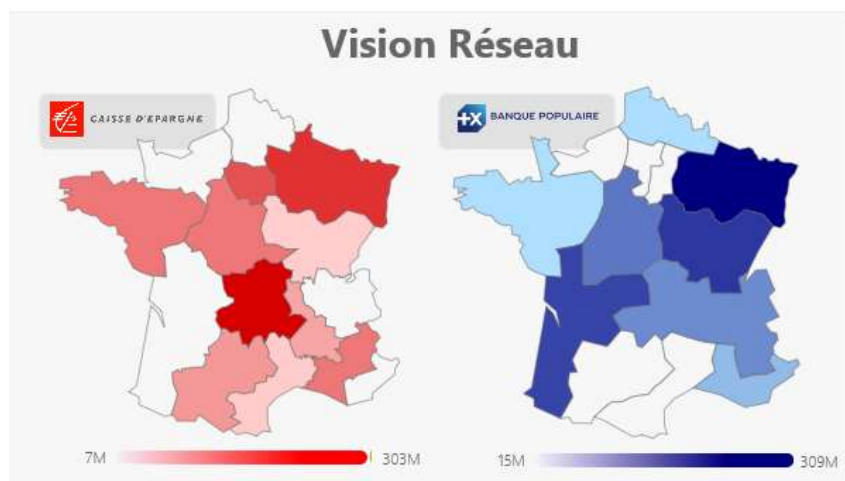 Vision Réseau
CAISSE D'EPARGNE
BANQUE POPULAIRE
7M
303M
15M
309M